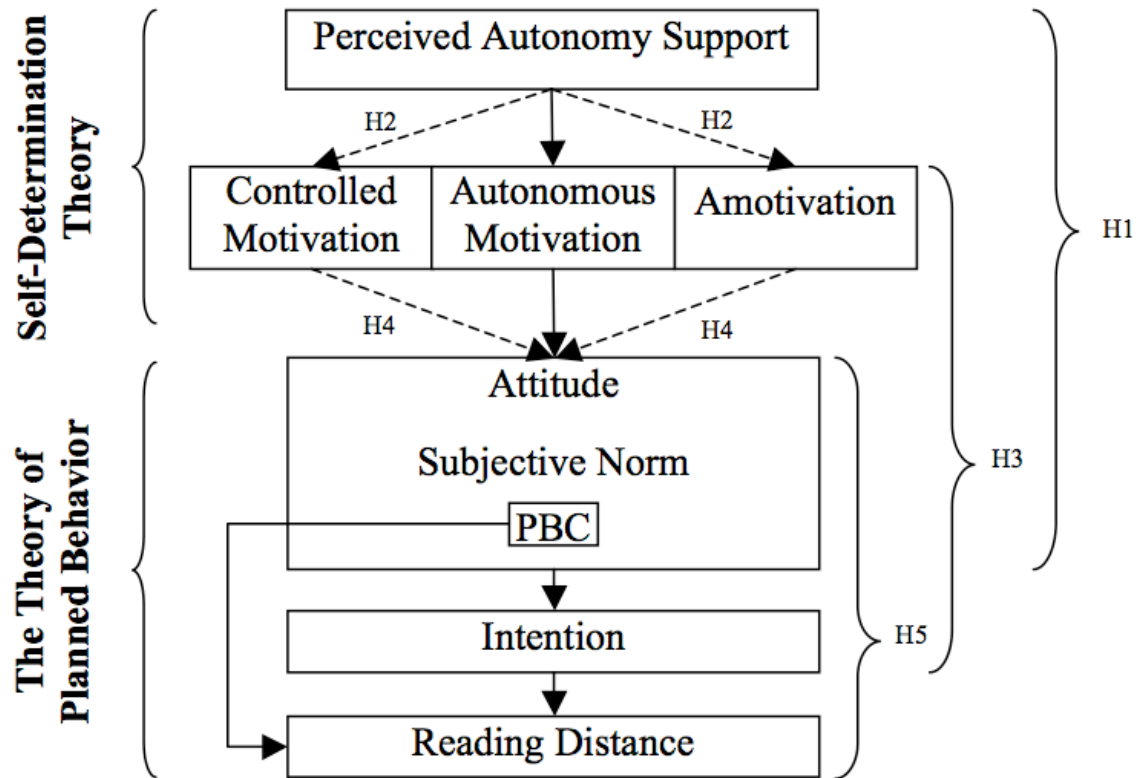 Self-Determination
Theory
Perceived Autonomy Support
H2
H2
Controlled
Motivation
Autonomous
Motivation
Amotivation
H1
H4
H4
The Theory of
Planned Behavior
Attitude
Subjective Norm
PBC
H3
Intention
H5
Reading Distance